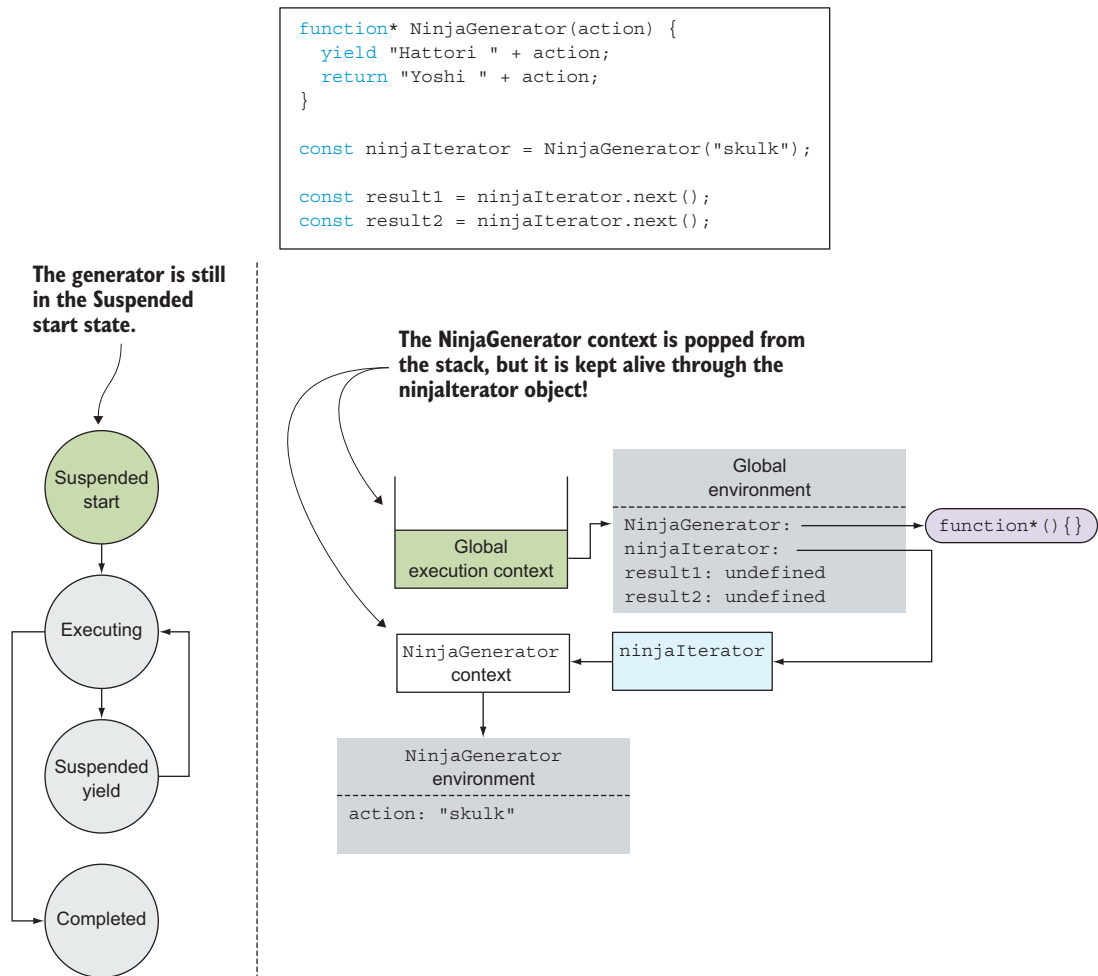 function* NinjaGenerator(action) {
yield "Hattori " + action;
return "Yoshi " + action;
}
const ninjaIterator = NinjaGenerator("skulk");
const result1 = ninjaIterator.next();
const result2 = ninjaIterator.next();
The generator is still
in the Suspended
start state.
The NinjaGenerator context is popped from
the stack, but it is kept alive through the
ninjaIterator object!
Suspended
start
Executing
Suspended
yield
Completed
Global
execution context
Global
environment
NinjaGenerator:
ninjaIterator:
result1: undefined
result2: undefined
function*(){}
NinjaGenerator
context
ninjaIterator
NinjaGenerator
environment
action: "skulk"